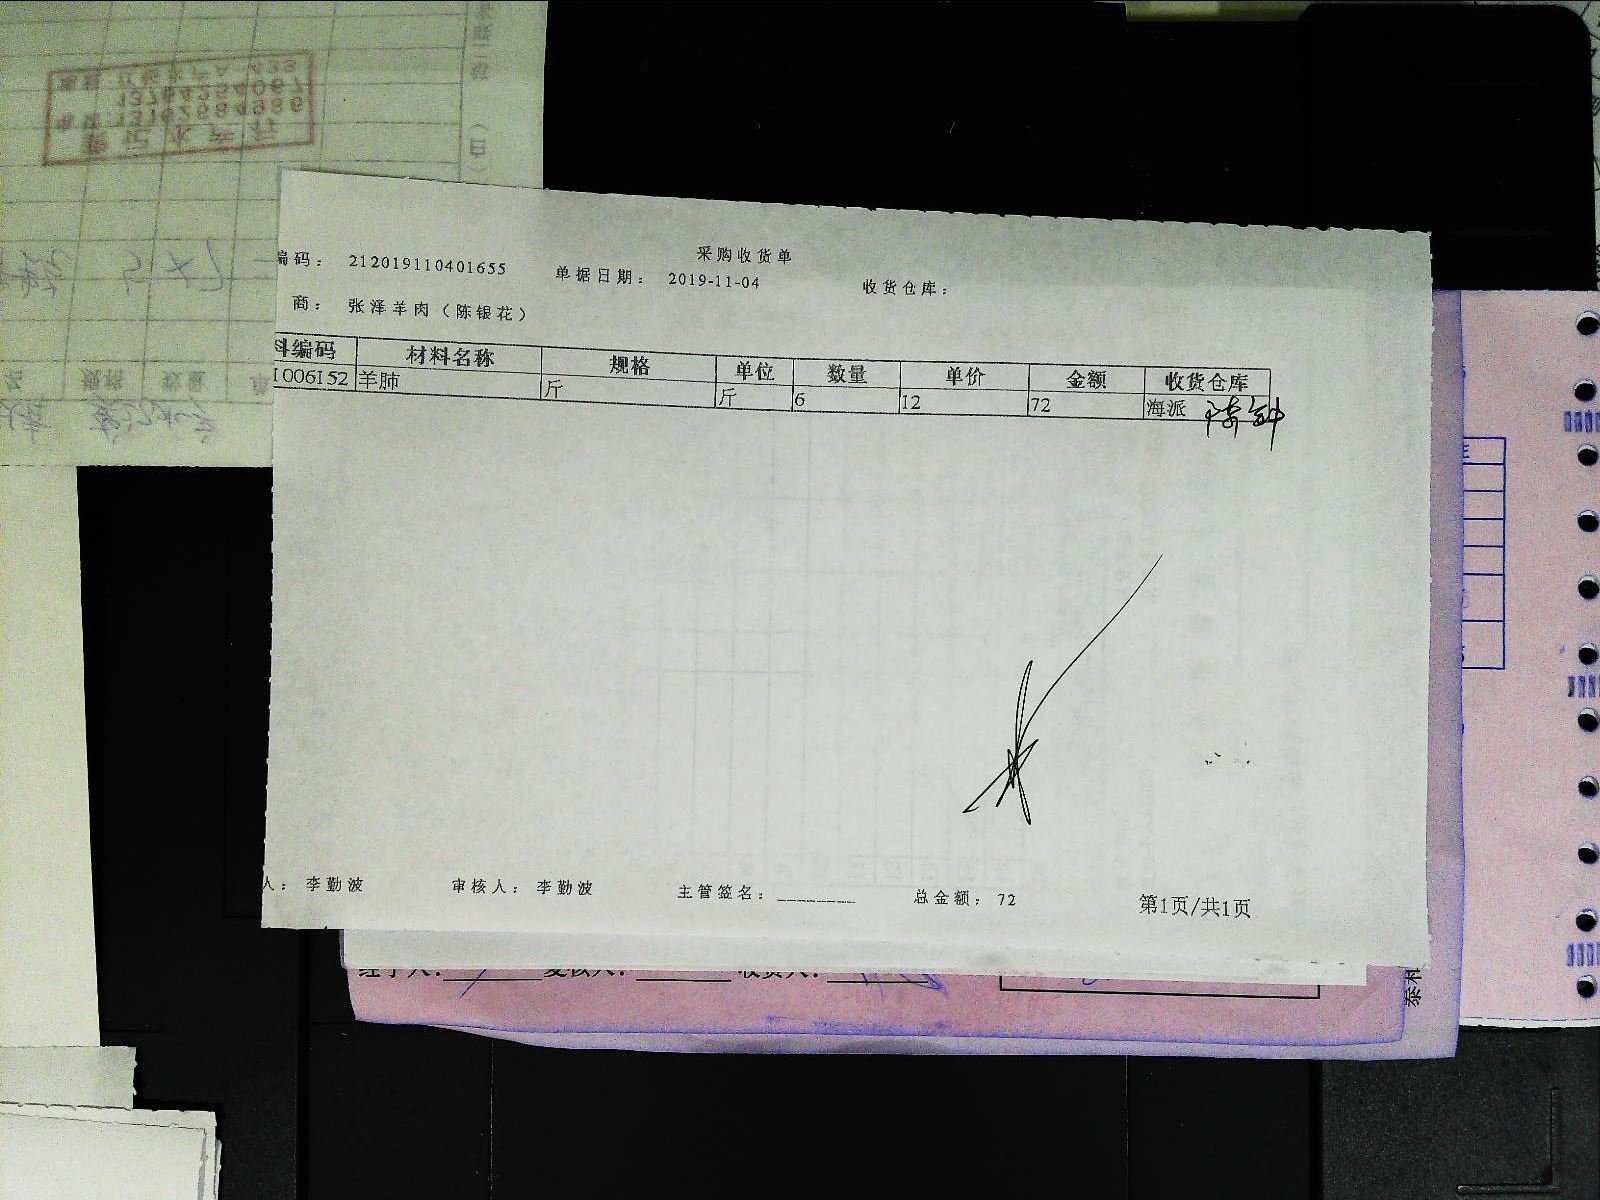 采购收货单
编码： 212019110401655 单据日期： 2019-11-04 收货仓库：
商： 张泽羊肉（陈银花）
料编码 材料名称 规格 单位 数量 单价 金额 收货仓库
1006152 羊肺 斤 斤 6 12 72 海派
人： 李勤波 审核人： 李勤波 主管签名：________ 总金额： 72 第1页/共1页
13764254067
13162584986